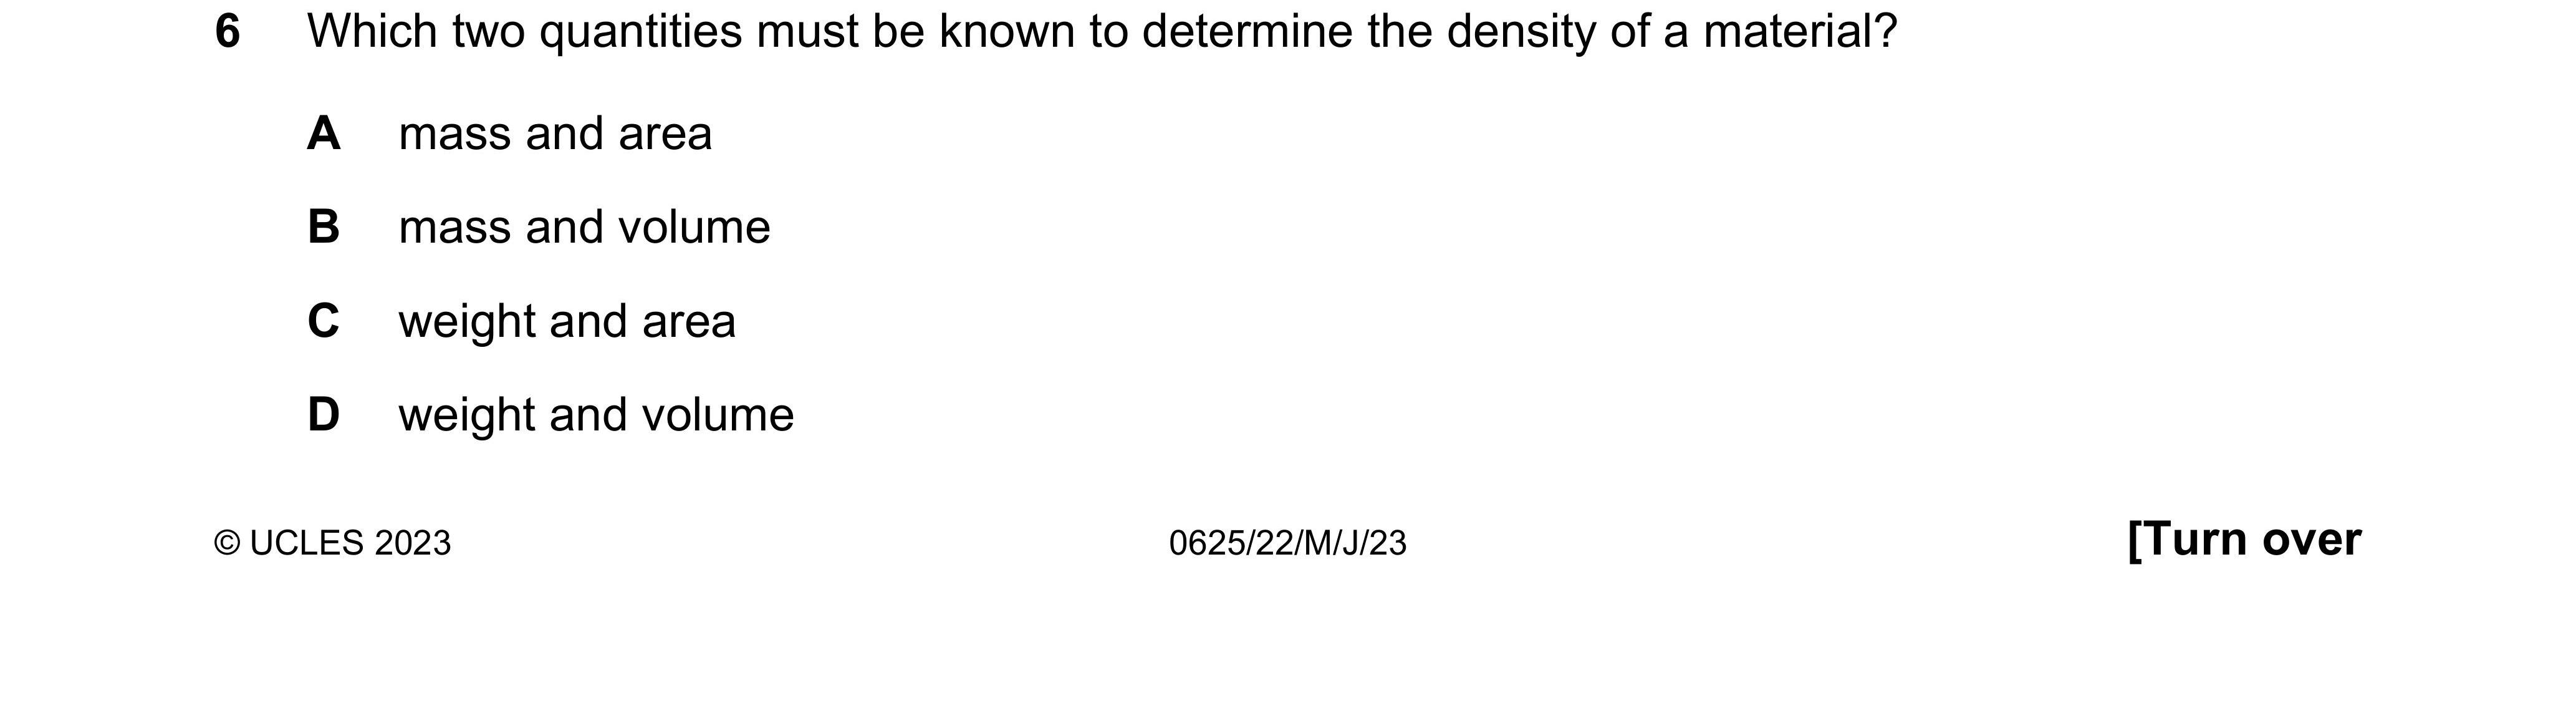 6 Which two quantities must be known to determine the density of a material?
A mass and area
B mass and volume
C weight and area
D weight and volume
© UCLES 2023 0625/22/M/J/23 [Turn over